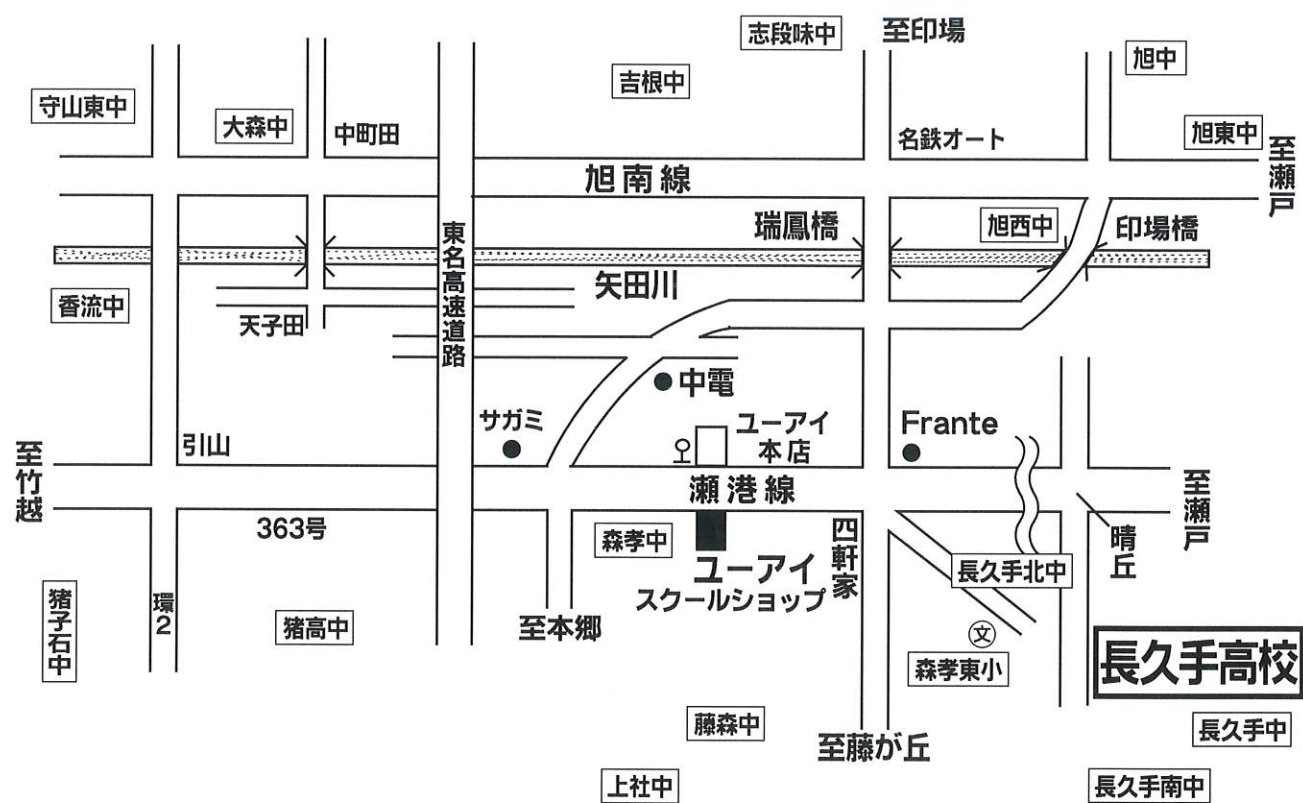 志段味中
至印場
旭中
吉根中
守山東中
大森中
中町田
名鉄オート
旭東中
至瀬戸
旭南線
東名高速道路
瑞鳳橋
旭西中
印場橋
矢田川
香流中
天子田
中電
サガミ
ユーアイ
本店
Frante
引山
至竹越
瀬港線
至瀬戸
363号
森孝中
四軒家
晴丘
ユーアイ
スクールショップ
長久手北中
猪子石中
環2
猪高中
至本郷
文
森孝東小
長久手高校
藤森中
至藤が丘
長久手中
上社中
長久手南中